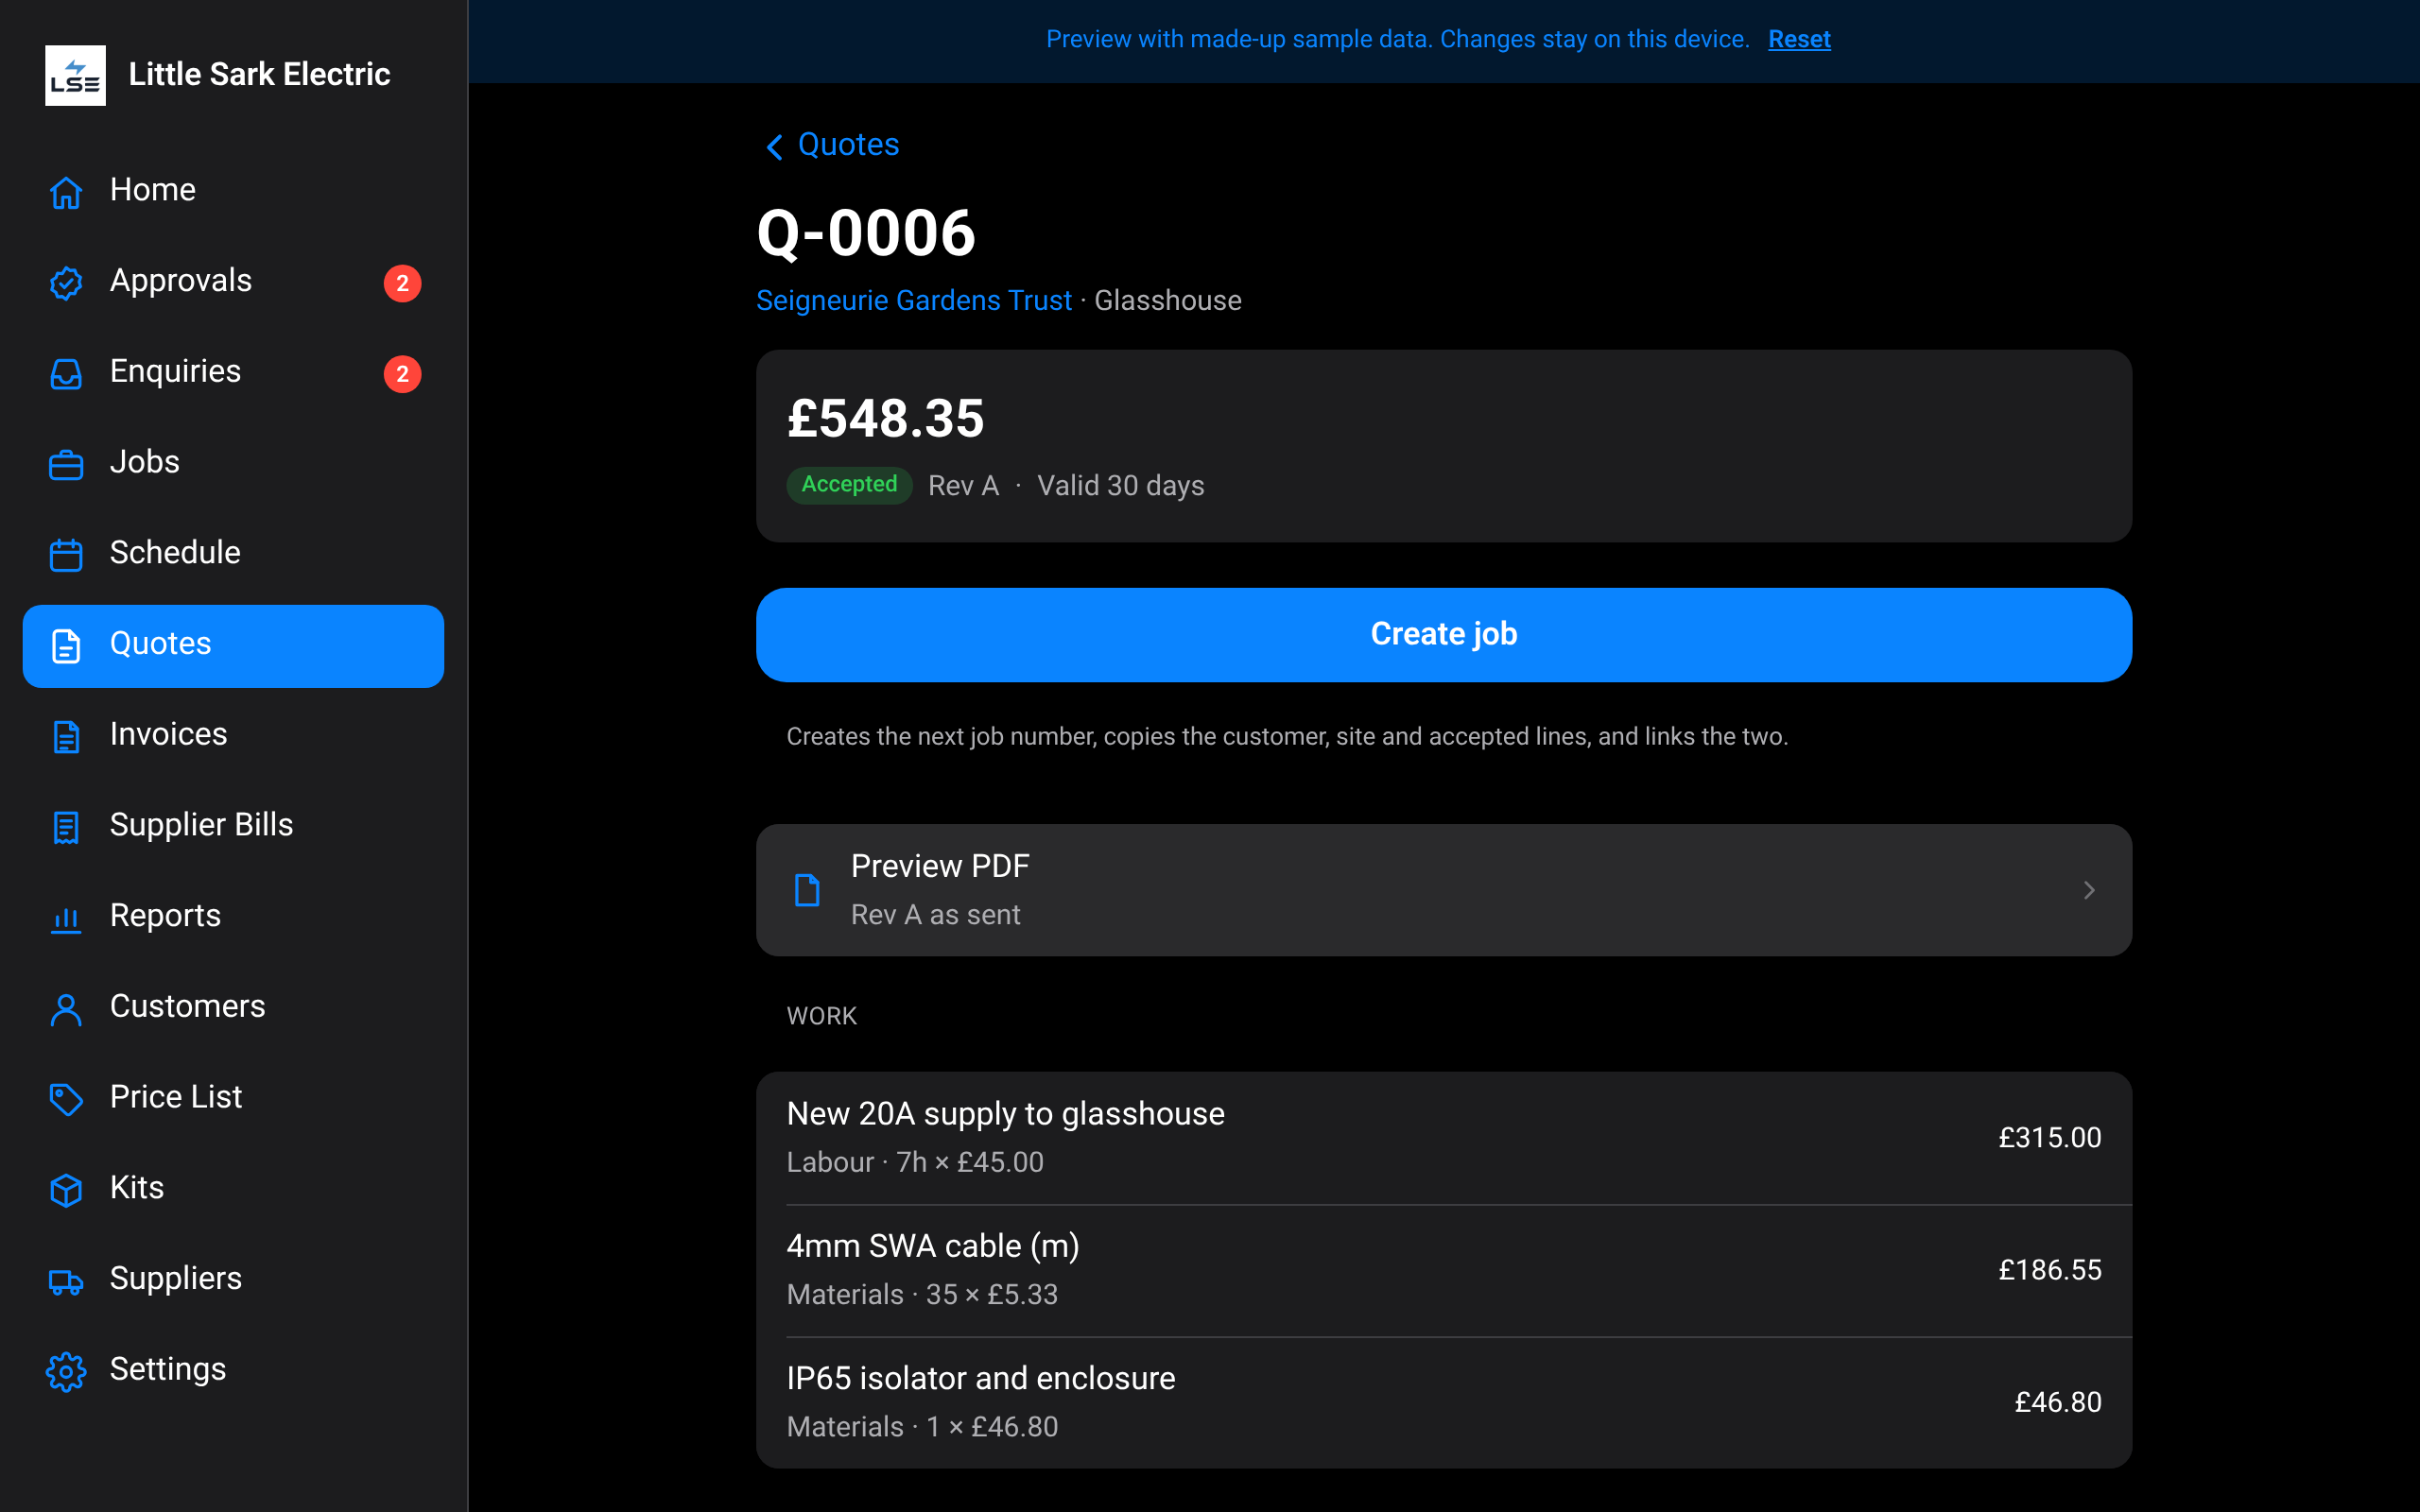 LSE
Little Sark Electric
Home
Approvals 2
Enquiries 2
Jobs
Schedule
Quotes
Invoices
Supplier Bills
Reports
Customers
Price List
Kits
Suppliers
Settings
Preview with made-up sample data. Changes stay on this device. Reset
Quotes
Q-0006
Seigneurie Gardens Trust · Glasshouse
£548.35
Accepted Rev A · Valid 30 days
Create job
Creates the next job number, copies the customer, site and accepted lines, and links the two.
Preview PDF
Rev A as sent
WORK
New 20A supply to glasshouse
Labour · 7h × £45.00
£315.00
4mm SWA cable (m)
Materials · 35 × £5.33
£186.55
IP65 isolator and enclosure
Materials · 1 × £46.80
£46.80